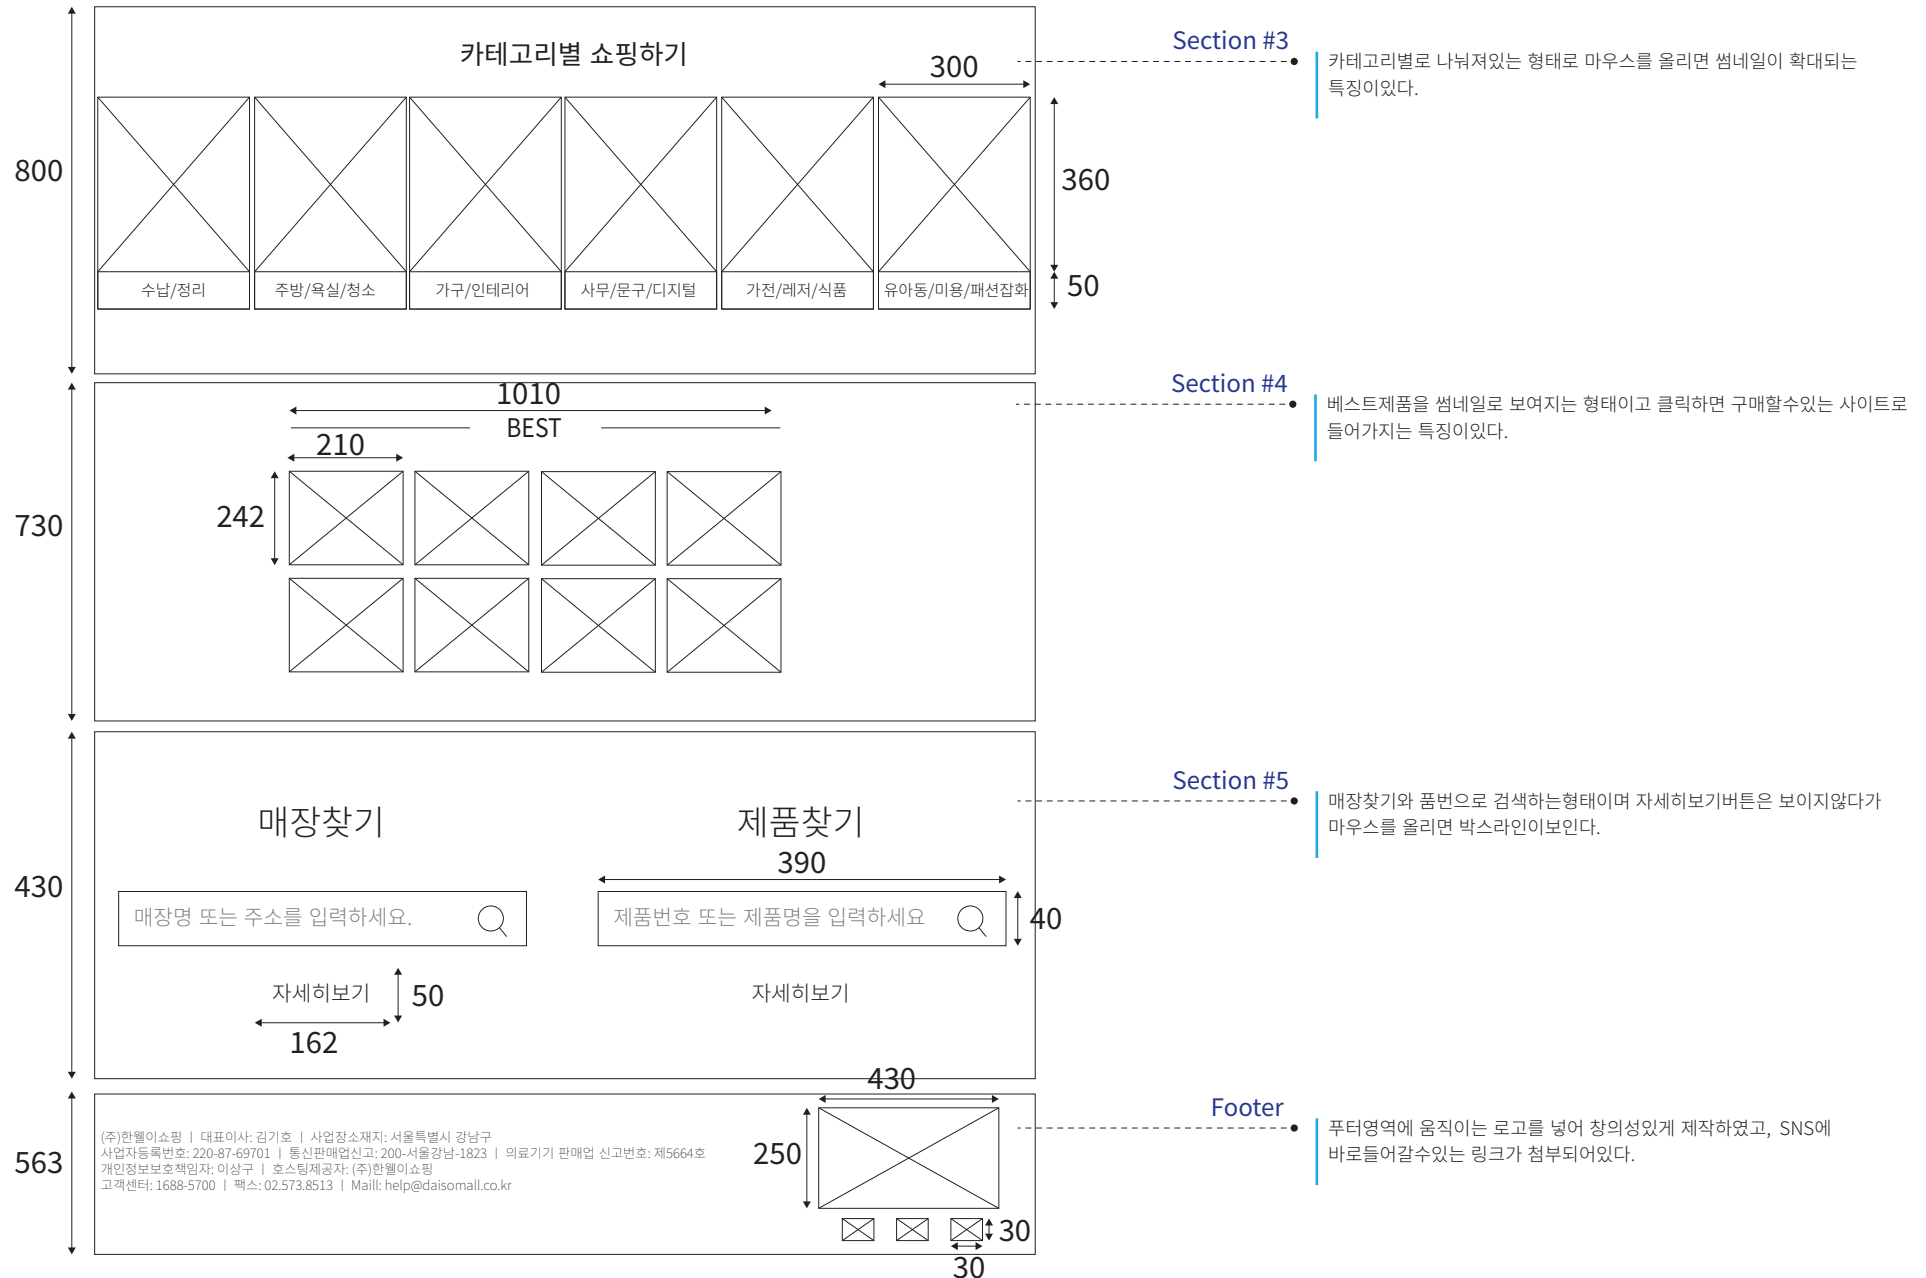 카테고리별 쇼핑하기
300
800
360
수납/정리
주방/욕실/청소
가구/인테리어
사무/문구/디지털
가전/레저/식품
유아동/미용/패션잡화
50
Section #3
카테고리별로 나눠져있는 형태로 마우스를 올리면 썸네일이 확대되는
특징이있다.
1010
BEST
210
242
730
Section #4
베스트제품을 썸네일로 보여지는 형태이고 클릭하면 구매할수있는 사이트로
들어가지는 특징이있다.
매장찾기
제품찾기
390
430
매장명 또는 주소를 입력하세요.
제품번호 또는 제품명을 입력하세요
40
자세히보기
50
162
자세히보기
Section #5
매장찾기와 품번으로 검색하는형태이며 자세히보기버튼은 보이지않다가
마우스를 올리면 박스라인이보인다.
430
250
563
(주)한웰이쇼핑 ㅣ 대표이사: 김기호 ㅣ 사업장소재지: 서울특별시 강남구
사업자등록번호: 220-87-69701 ㅣ 통신판매업신고: 200-서울강남-1823 ㅣ 의료기기 판매업 신고번호: 제5664호
개인정보보호책임자: 이상구 ㅣ 호스팅제공자: (주)한웰이쇼핑
고객센터: 1688-5700 ㅣ 팩스: 02.573.8513 ㅣ Maill: help@daisomall.co.kr
30
30
Footer
푸터영역에 움직이는 로고를 넣어 창의성있게 제작하였고, SNS에
바로들어갈수있는 링크가 첨부되어있다.